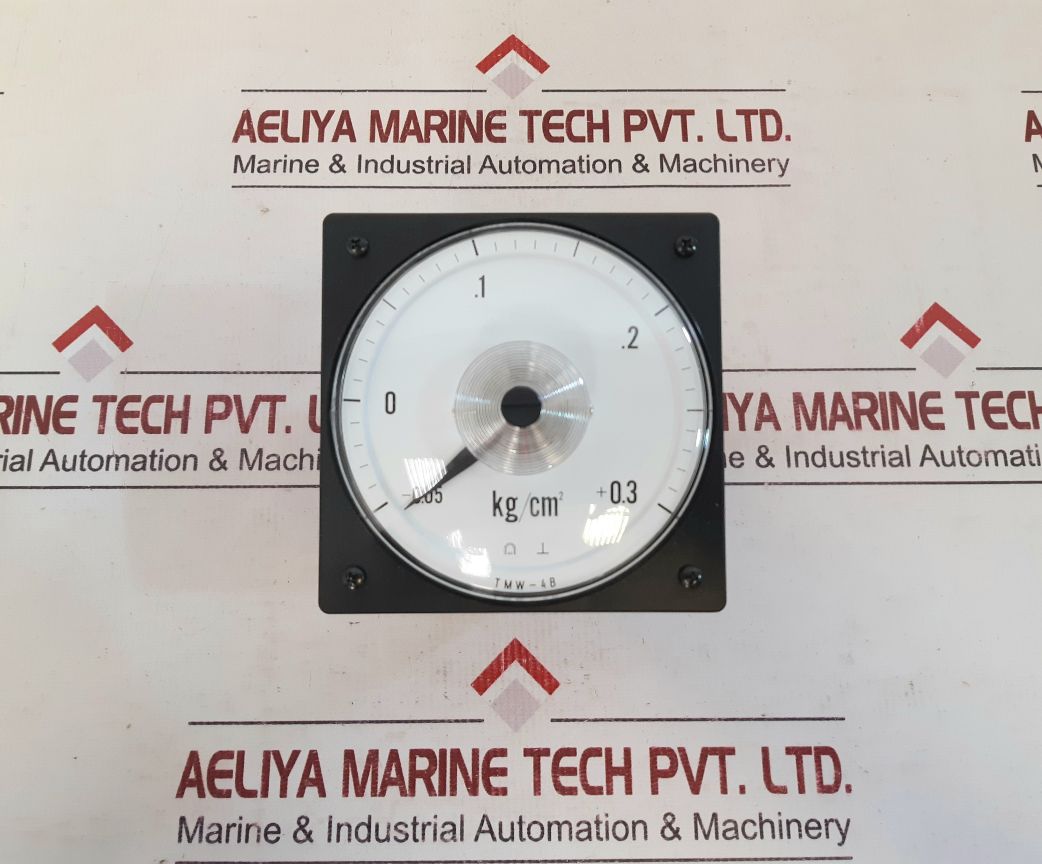 AELIYA MARINE TECH PVT. LTD.
Marine & Industrial Automation & Machinery
.1
.2
0
-0.05
kg/cm²
+0.3
TMW-4B
RINE TECH PVT.
ial Automation & Machi
YA MARINE TECH
& Industrial Automati
AELIYA MARINE TECH PVT. LTD.
Marine & Industrial Automation & Machinery